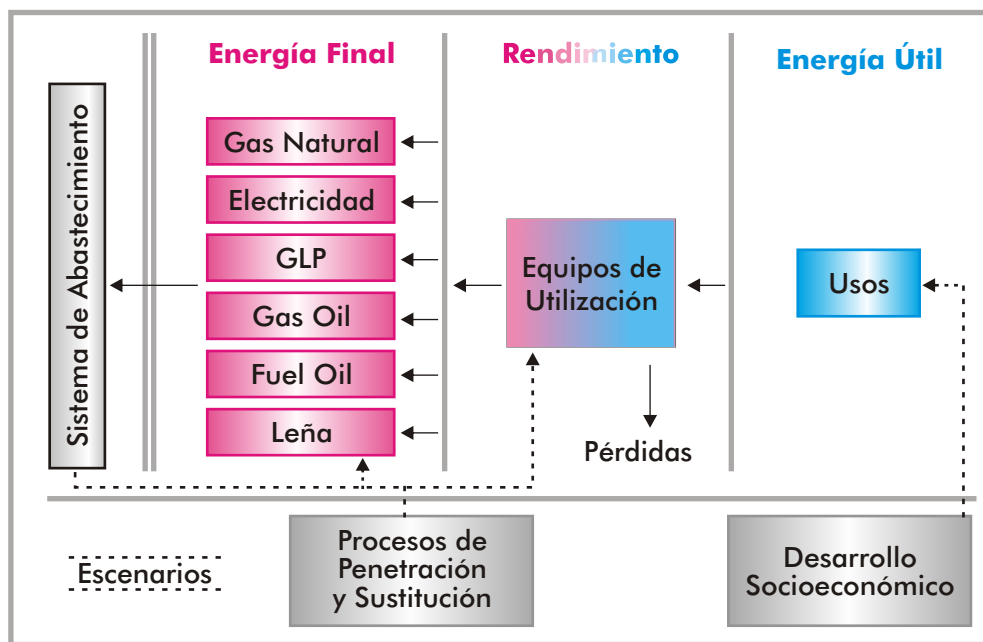 Energía Final
Rendimiento
Energía Útil
Sistema de Abastecimiento
Gas Natural
Electricidad
GLP
Gas Oil
Fuel Oil
Leña
Equipos de
Utilización
Pérdidas
Usos
Escenarios
Procesos de
Penetración
y Sustitución
Desarrollo
Socioeconómico